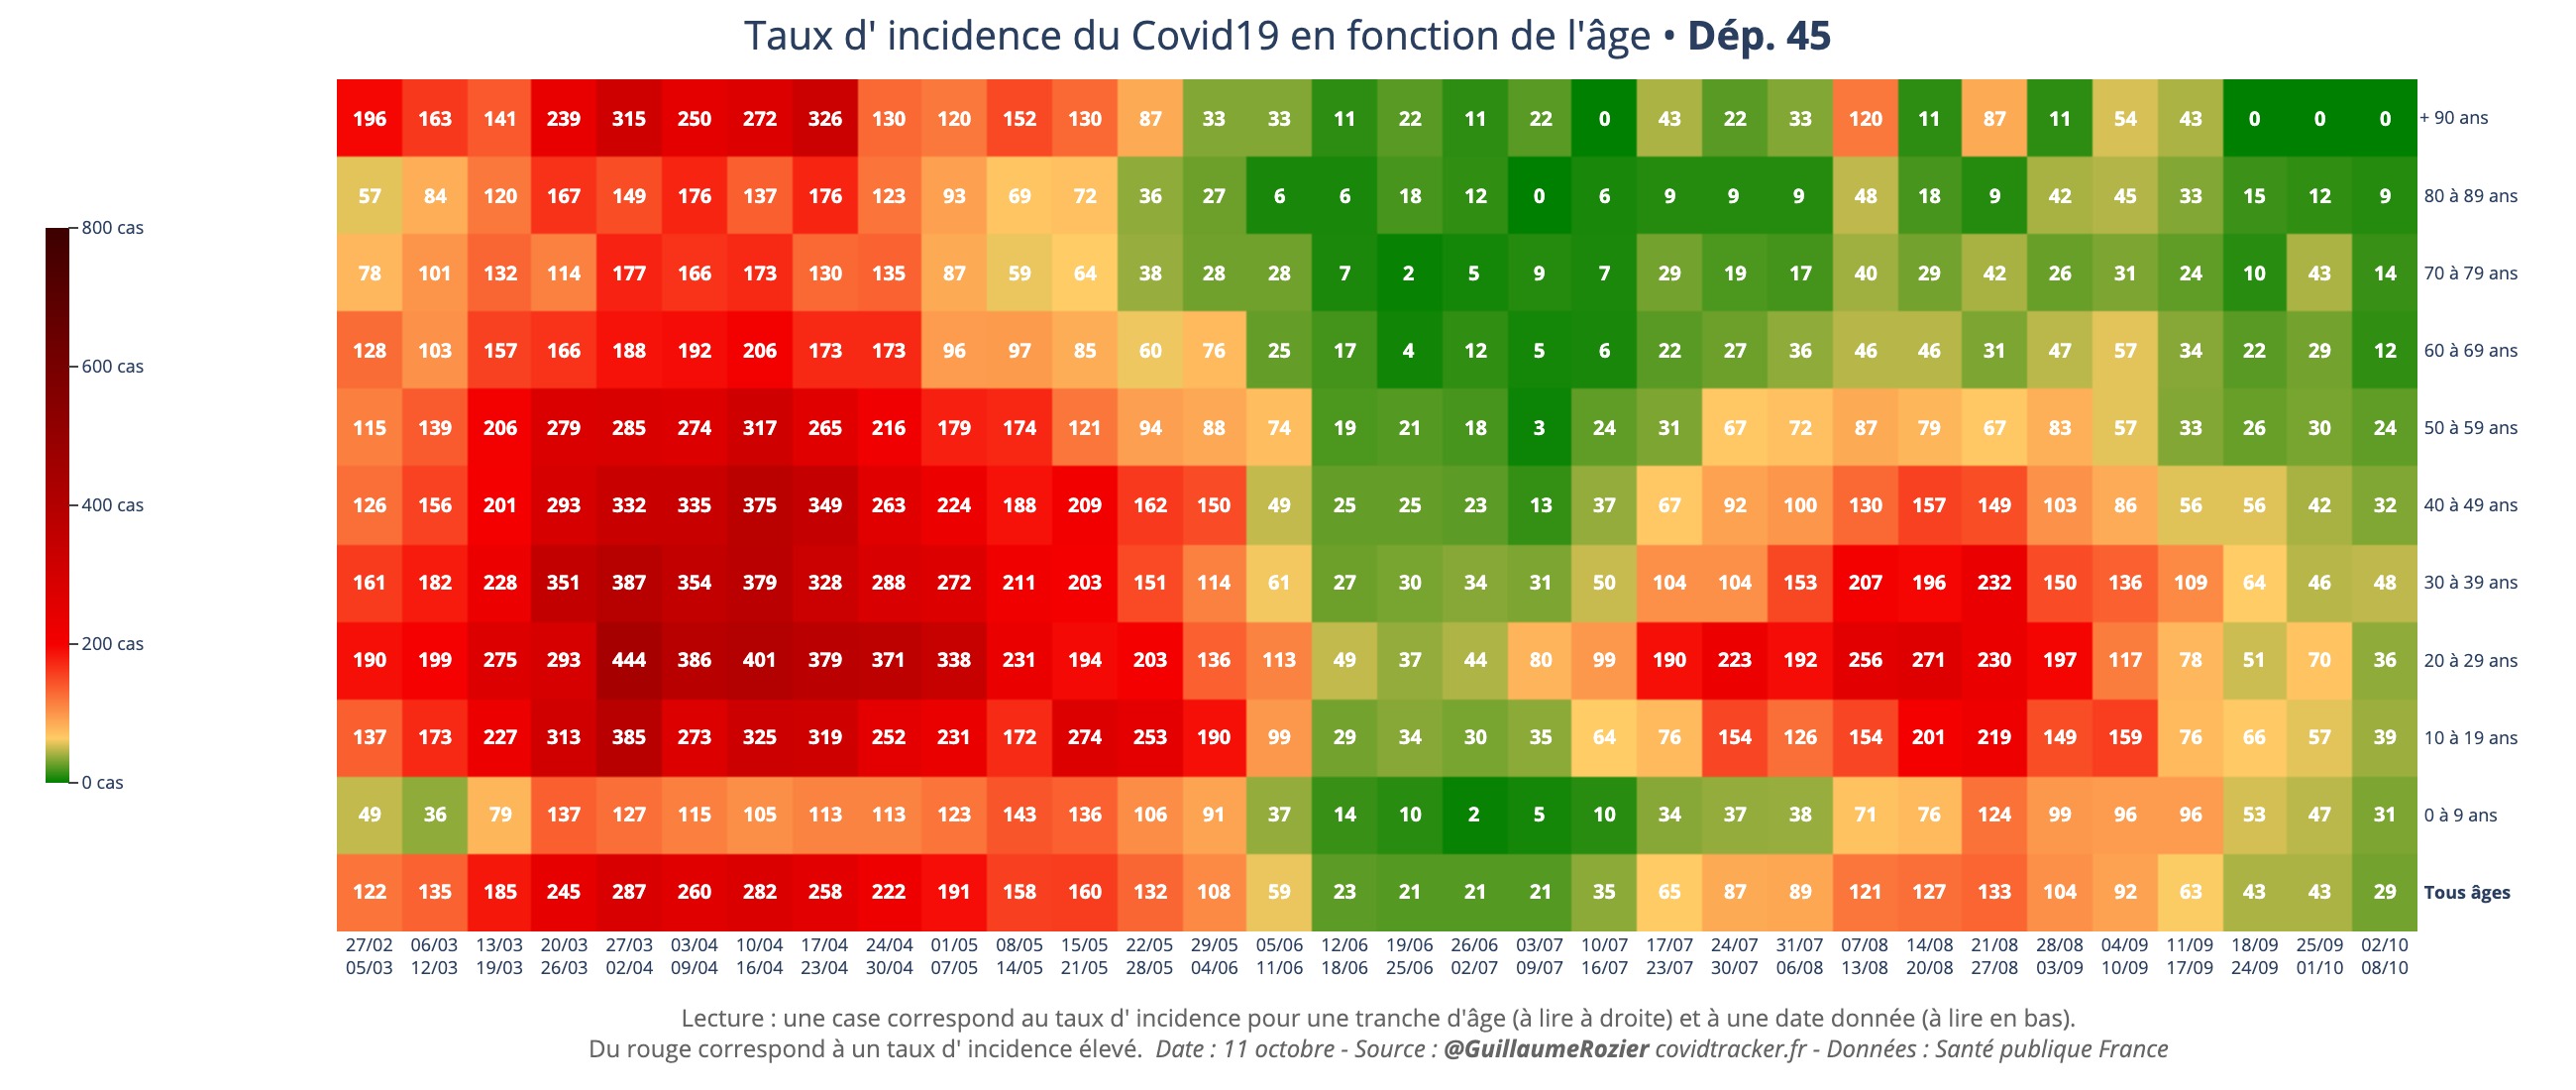 Taux d' incidence du Covid19 en fonction de l'âge • Dép. 45
800 cas
600 cas
400 cas
200 cas
0 cas
196 163 141 239 315 250 272 326 130 120 152 130 87 33 33 11 22 11 22 0 43 22 33 120 11 87 11 54 43 0 0 0 + 90 ans
57 84 120 167 149 176 137 176 123 93 69 72 36 27 6 6 18 12 0 6 9 9 9 48 18 9 42 45 33 15 12 9 80 à 89 ans
78 101 132 114 177 166 173 130 135 87 59 64 38 28 28 7 2 5 9 7 29 19 17 40 29 42 26 31 24 10 43 14 70 à 79 ans
128 103 157 166 188 192 206 173 173 96 97 85 60 76 25 17 4 12 5 6 22 27 36 46 46 31 47 57 34 22 29 12 60 à 69 ans
115 139 206 279 285 274 317 265 216 179 174 121 94 88 74 19 21 18 3 24 31 67 72 87 79 67 83 57 33 26 30 24 50 à 59 ans
126 156 201 293 332 335 375 349 263 224 188 209 162 150 49 25 25 23 13 37 67 92 100 130 157 149 103 86 56 56 42 32 40 à 49 ans
161 182 228 351 387 354 379 328 288 272 211 203 151 114 61 27 30 34 31 50 104 104 153 207 196 232 150 136 109 64 46 48 30 à 39 ans
190 199 275 293 444 386 401 379 371 338 231 194 203 136 113 49 37 44 80 99 190 223 192 256 271 230 197 117 78 51 70 36 20 à 29 ans
137 173 227 313 385 273 325 319 252 231 172 274 253 190 99 29 34 30 35 64 76 154 126 154 201 219 149 159 76 66 57 39 10 à 19 ans
49 36 79 137 127 115 105 113 113 123 143 136 106 91 37 14 10 2 5 10 34 37 38 71 76 124 99 96 96 53 47 31 0 à 9 ans
122 135 185 245 287 260 282 258 222 191 158 160 132 108 59 23 21 21 21 35 65 87 89 121 127 133 104 92 63 43 43 29 Tous âges
27/02 06/03 13/03 20/03 27/03 03/04 10/04 17/04 24/04 01/05 08/05 15/05 22/05 29/05 05/06 12/06 19/06 26/06 03/07 10/07 17/07 24/07 31/07 07/08 14/08 21/08 28/08 04/09 11/09 18/09 25/09 02/10
05/03 12/03 19/03 26/03 02/04 09/04 16/04 23/04 30/04 07/05 14/05 21/05 28/05 04/06 11/06 18/06 25/06 02/07 09/07 16/07 23/07 30/07 06/08 13/08 20/08 27/08 03/09 10/09 17/09 24/09 01/10 08/10
Lecture : une case correspond au taux d' incidence pour une tranche d'âge (à lire à droite) et à une date donnée (à lire en bas).
Du rouge correspond à un taux d' incidence élevé. Date : 11 octobre - Source : @GuillaumeRozier covidtracker.fr - Données : Santé publique France